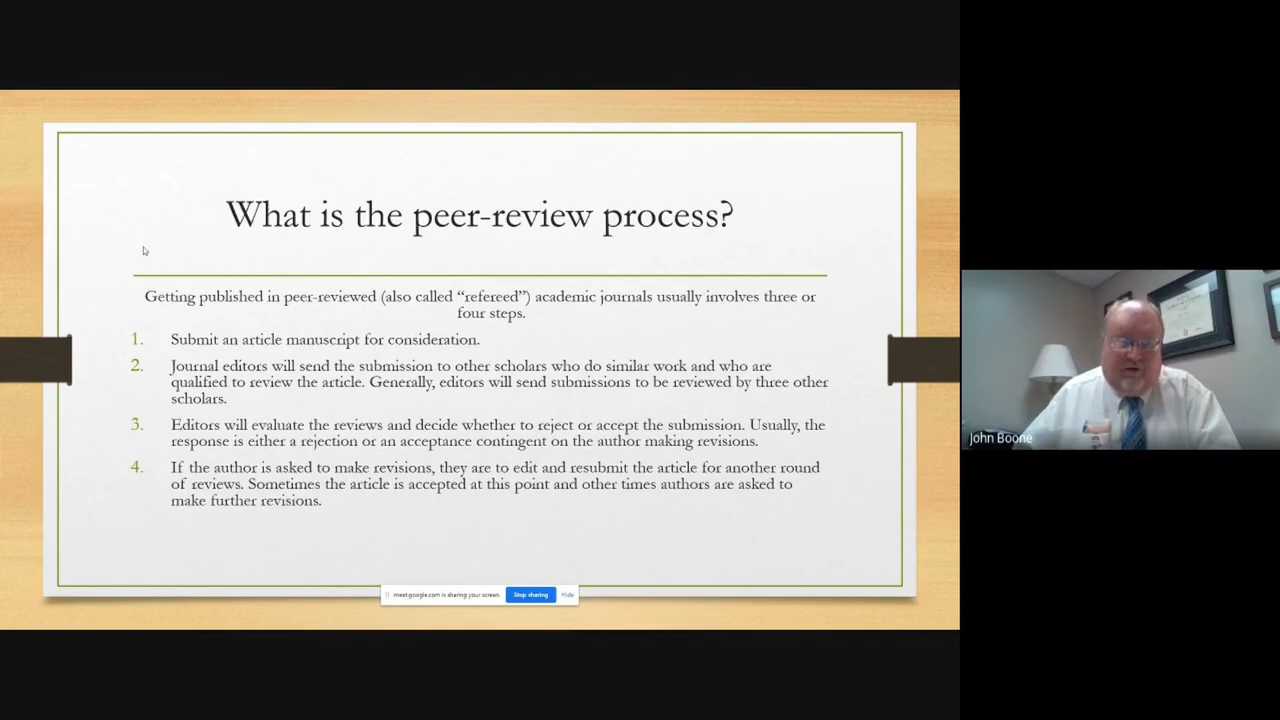 What is the peer-review process?
Getting published in peer-reviewed (also called “refereed”) academic journals usually involves three or
four steps.
1. Submit an article manuscript for consideration.
2. Journal editors will send the submission to other scholars who do similar work and who are
qualified to review the article. Generally, editors will send submissions to be reviewed by three other
scholars.
3. Editors will evaluate the reviews and decide whether to reject or accept the submission. Usually, the
response is either a rejection or an acceptance contingent on the author making revisions.
4. If the author is asked to make revisions, they are to edit and resubmit the article for another round
of reviews. Sometimes the article is accepted at this point and other times authors are asked to
make further revisions.
meet.google.com is sharing your screen. Stop sharing Hide
John Boone